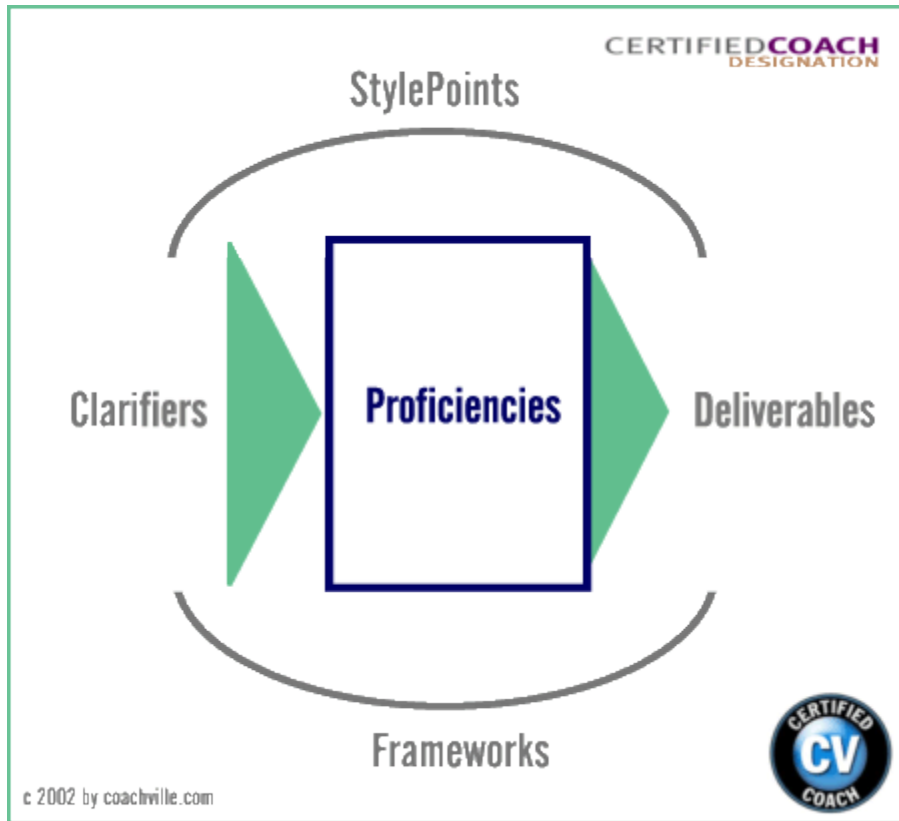 CERTIFIEDCOACH
DESIGNATION
StylePoints
Clarifiers
Proficiencies
Deliverables
Frameworks
CERTIFIED
CV
COACH
c 2002 by coachville.com